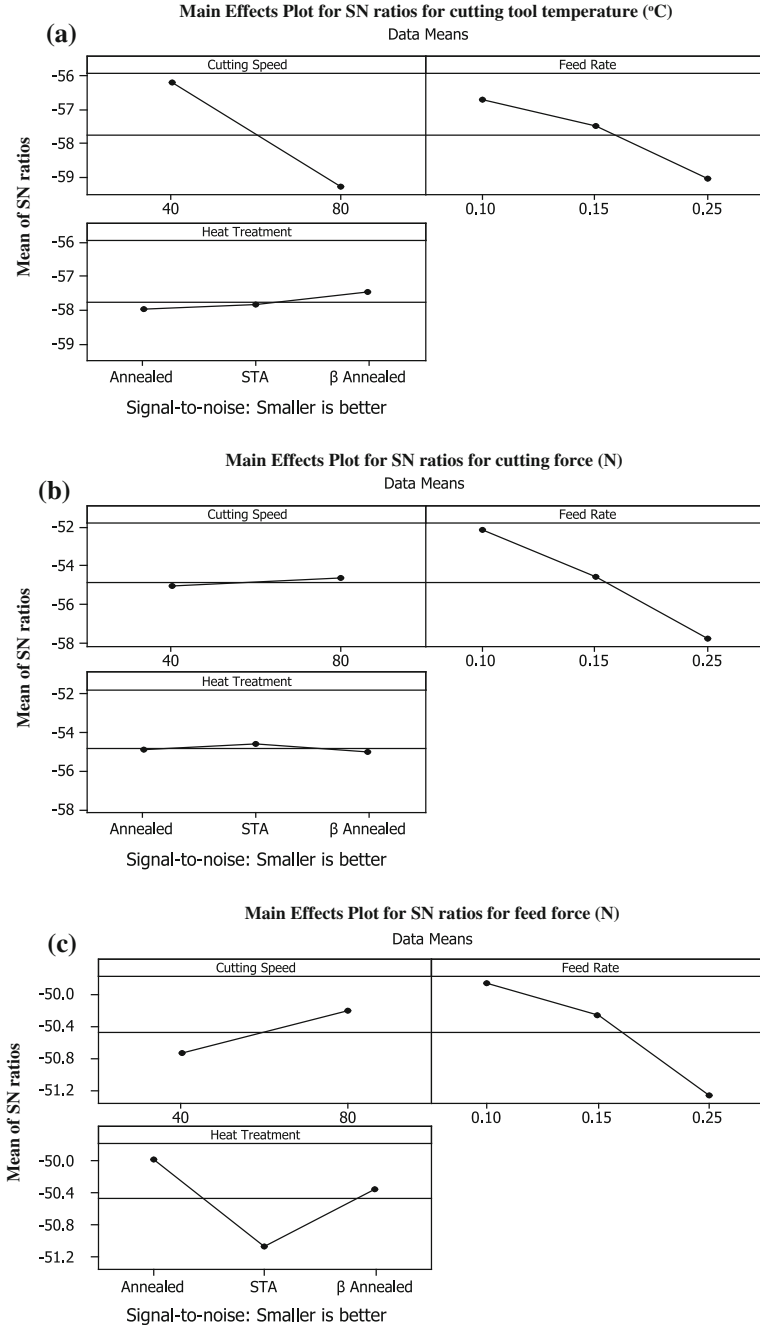 Main Effects Plot for SN ratios for cutting tool temperature (°C)
(a)
Data Means
Cutting Speed
Feed Rate
-56
-57
-58
-59
40
80
0.10
0.15
0.25
Heat Treatment
-56
-57
-58
-59
Annealed
STA
β Annealed
Mean of SN ratios
Signal-to-noise: Smaller is better
Main Effects Plot for SN ratios for cutting force (N)
(b)
Data Means
Cutting Speed
Feed Rate
-52
-54
-56
-58
40
80
0.10
0.15
0.25
Heat Treatment
-52
-54
-56
-58
Annealed
STA
β Annealed
Mean of SN ratios
Signal-to-noise: Smaller is better
Main Effects Plot for SN ratios for feed force (N)
(c)
Data Means
Cutting Speed
Feed Rate
-50.0
-50.4
-50.8
-51.2
40
80
0.10
0.15
0.25
Heat Treatment
-50.0
-50.4
-50.8
-51.2
Annealed
STA
β Annealed
Mean of SN ratios
Signal-to-noise: Smaller is better